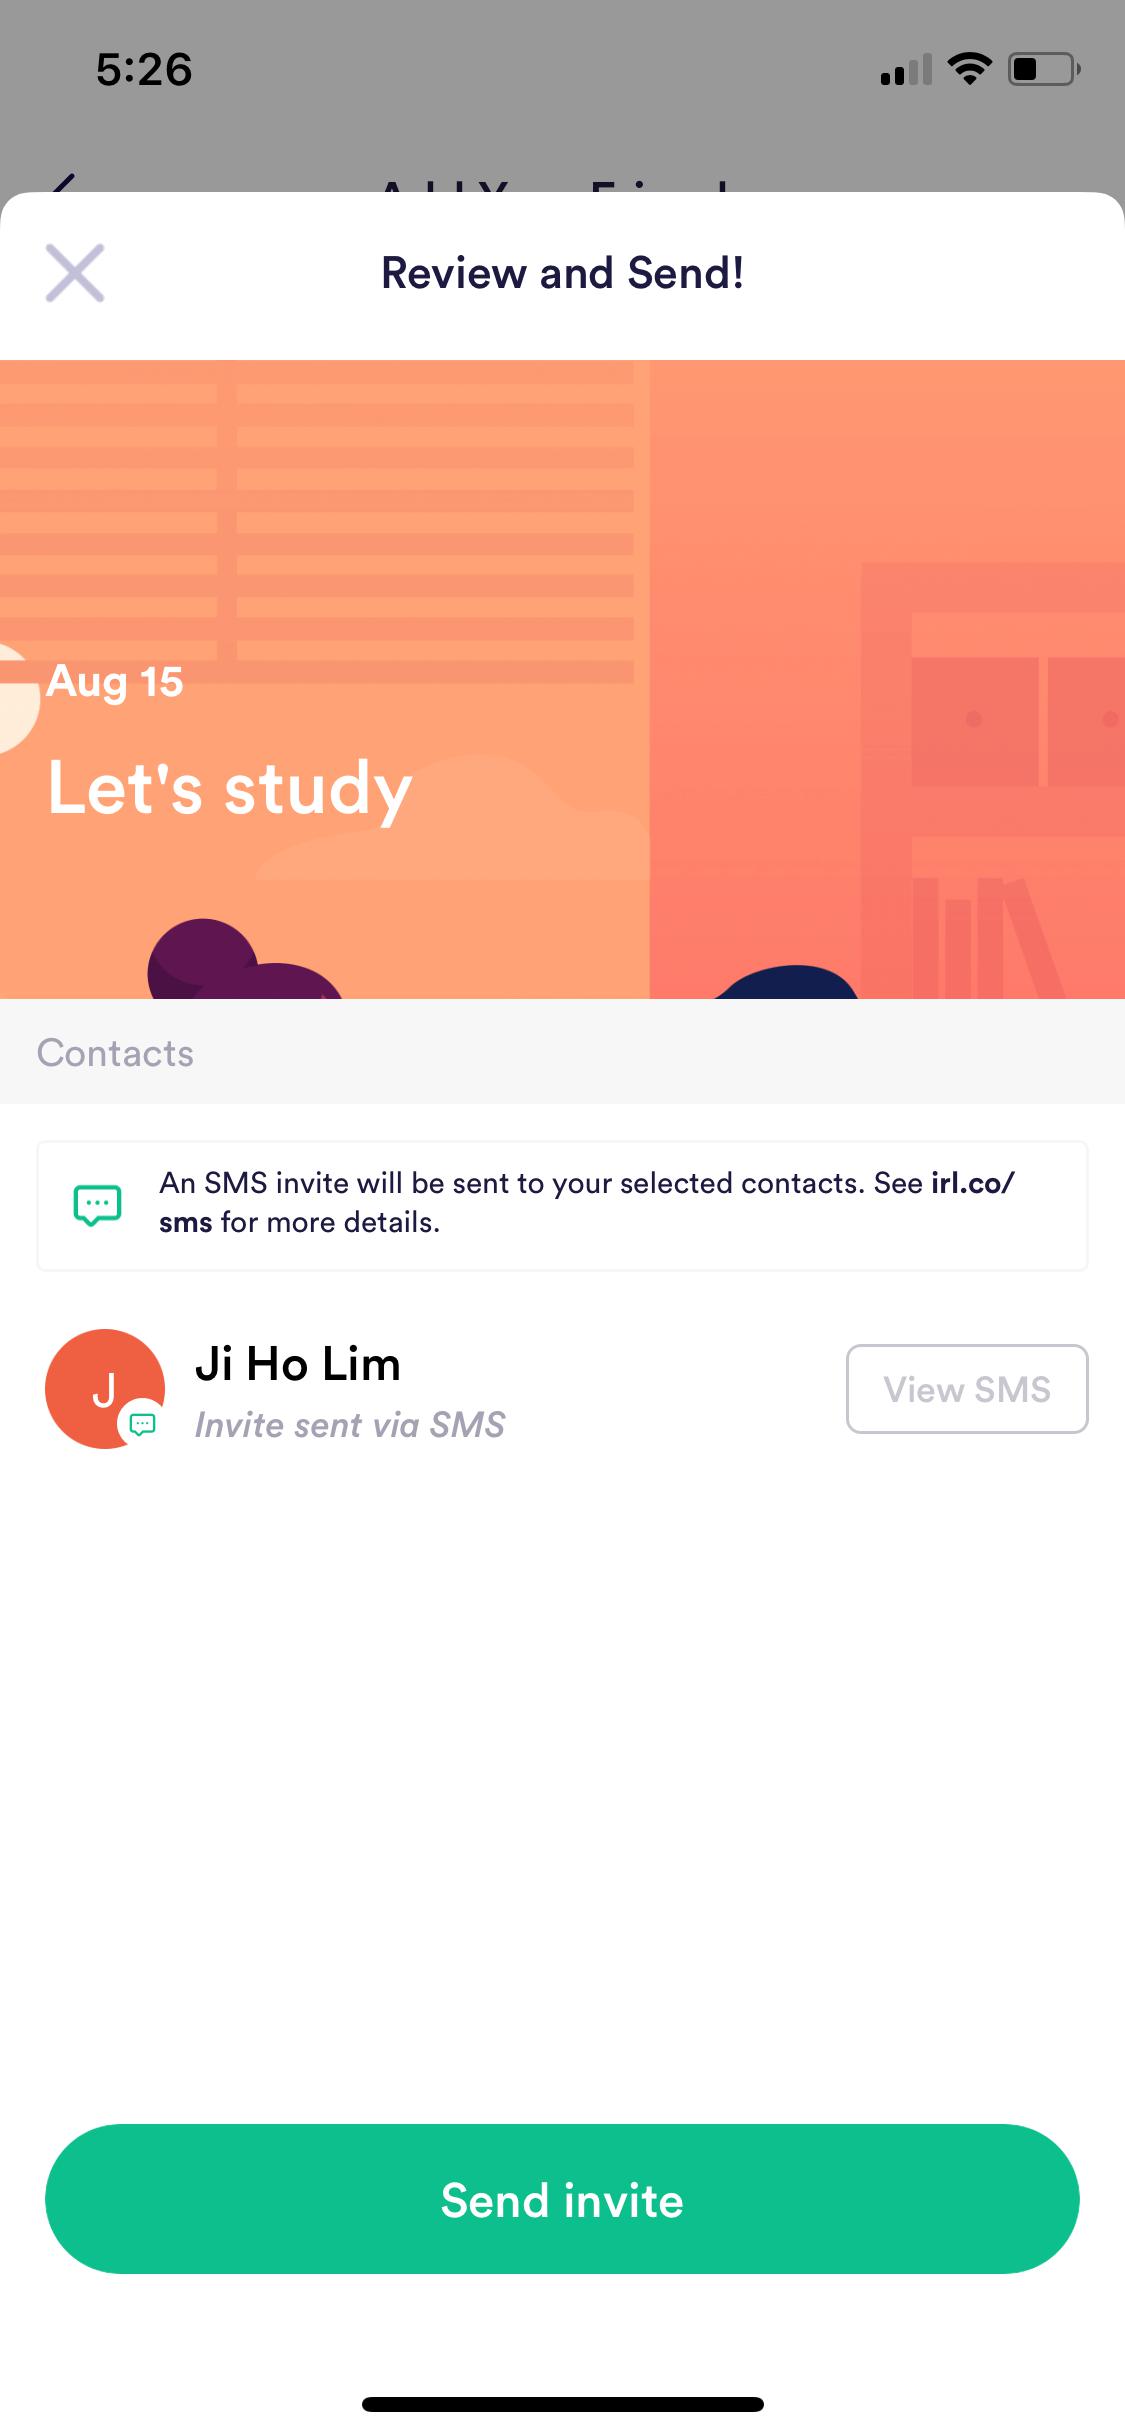 5:26
Review and Send!
Aug 15
Let's study
Contacts
An SMS invite will be sent to your selected contacts. See irl.co/
sms for more details.
J
Ji Ho Lim
Invite sent via SMS
View SMS
Send invite